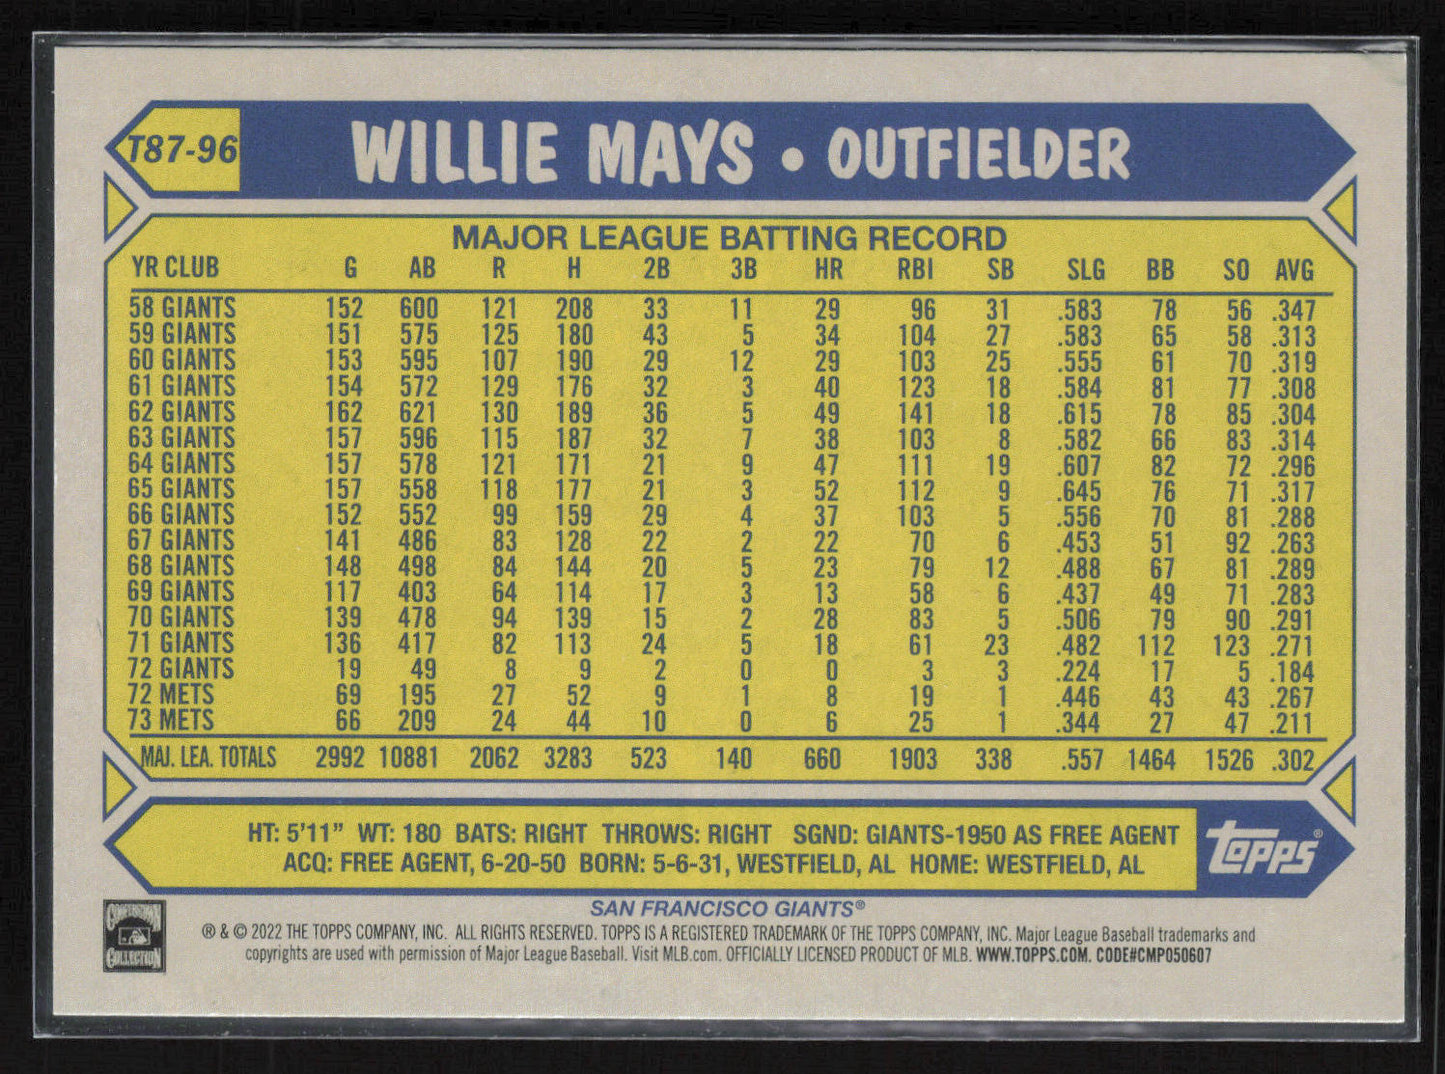 T87-96 WILLIE MAYS • OUTFIELDER
MAJOR LEAGUE BATTING RECORD
YR CLUB G AB R H 2B 3B HR RBI SB SLG BB SO AVG
58 GIANTS 152 600 121 208 33 11 29 96 31 .583 78 56 .347
59 GIANTS 151 575 125 180 43 5 34 104 27 .583 65 58 .313
60 GIANTS 153 595 107 190 29 12 29 103 25 .555 61 70 .319
61 GIANTS 154 572 129 176 32 3 40 123 18 .584 81 77 .308
62 GIANTS 162 621 130 189 36 5 49 141 18 .615 78 85 .304
63 GIANTS 157 596 115 187 32 7 38 103 8 .582 66 83 .314
64 GIANTS 157 578 121 171 21 9 47 111 19 .607 82 72 .296
65 GIANTS 157 558 118 177 21 3 52 112 9 .645 76 71 .317
66 GIANTS 152 552 99 159 29 4 37 103 5 .556 70 81 .288
67 GIANTS 141 486 83 128 22 2 22 70 6 .453 51 92 .263
68 GIANTS 148 498 84 144 20 5 23 79 12 .488 67 81 .289
69 GIANTS 117 403 64 114 17 3 13 58 6 .437 49 71 .283
70 GIANTS 139 478 94 139 15 2 28 83 5 .506 79 90 .291
71 GIANTS 136 417 82 113 24 5 18 61 23 .482 112 123 .271
72 GIANTS 19 49 8 9 2 0 0 3 3 .224 17 5 .184
72 METS 69 195 27 52 9 1 8 19 1 .446 43 43 .267
73 METS 66 209 24 44 10 0 6 25 1 .344 27 47 .211
MAJ. LEA. TOTALS 2992 10881 2062 3283 523 140 660 1903 338 .557 1464 1526 .302
HT: 5'11" WT: 180 BATS: RIGHT THROWS: RIGHT SGND: GIANTS-1950 AS FREE AGENT
ACQ: FREE AGENT, 6-20-50 BORN: 5-6-31, WESTFIELD, AL HOME: WESTFIELD, AL
Topps®
SAN FRANCISCO GIANTS®
COOPERSTOWN
COLLECTION
® & © 2022 THE TOPPS COMPANY, INC. ALL RIGHTS RESERVED. TOPPS IS A REGISTERED TRADEMARK OF THE TOPPS COMPANY, INC. Major League Baseball trademarks and
copyrights are used with permission of Major League Baseball. Visit MLB.com. OFFICIALLY LICENSED PRODUCT OF MLB. WWW.TOPPS.COM. CODE#CMP050607